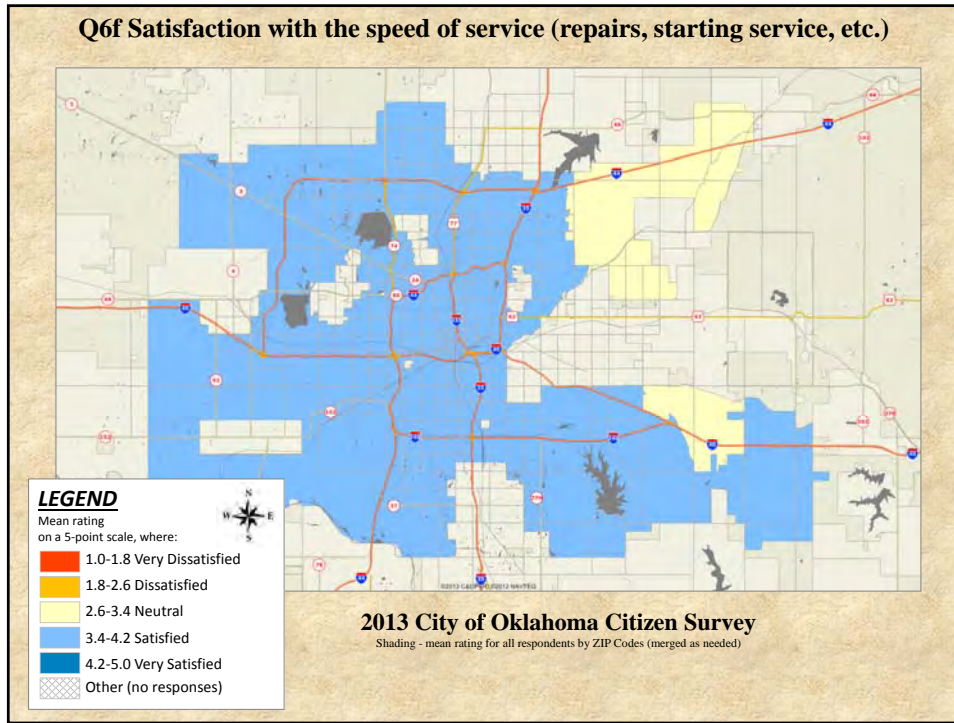 Q6f Satisfaction with the speed of service (repairs, starting service, etc.)
LEGEND
Mean rating
on a 5-point scale, where:
N
W E
S
1.0-1.8 Very Dissatisfied
1.8-2.6 Dissatisfied
2.6-3.4 Neutral
3.4-4.2 Satisfied
4.2-5.0 Very Satisfied
Other (no responses)
2013 City of Oklahoma Citizen Survey
Shading - mean rating for all respondents by ZIP Codes (merged as needed)